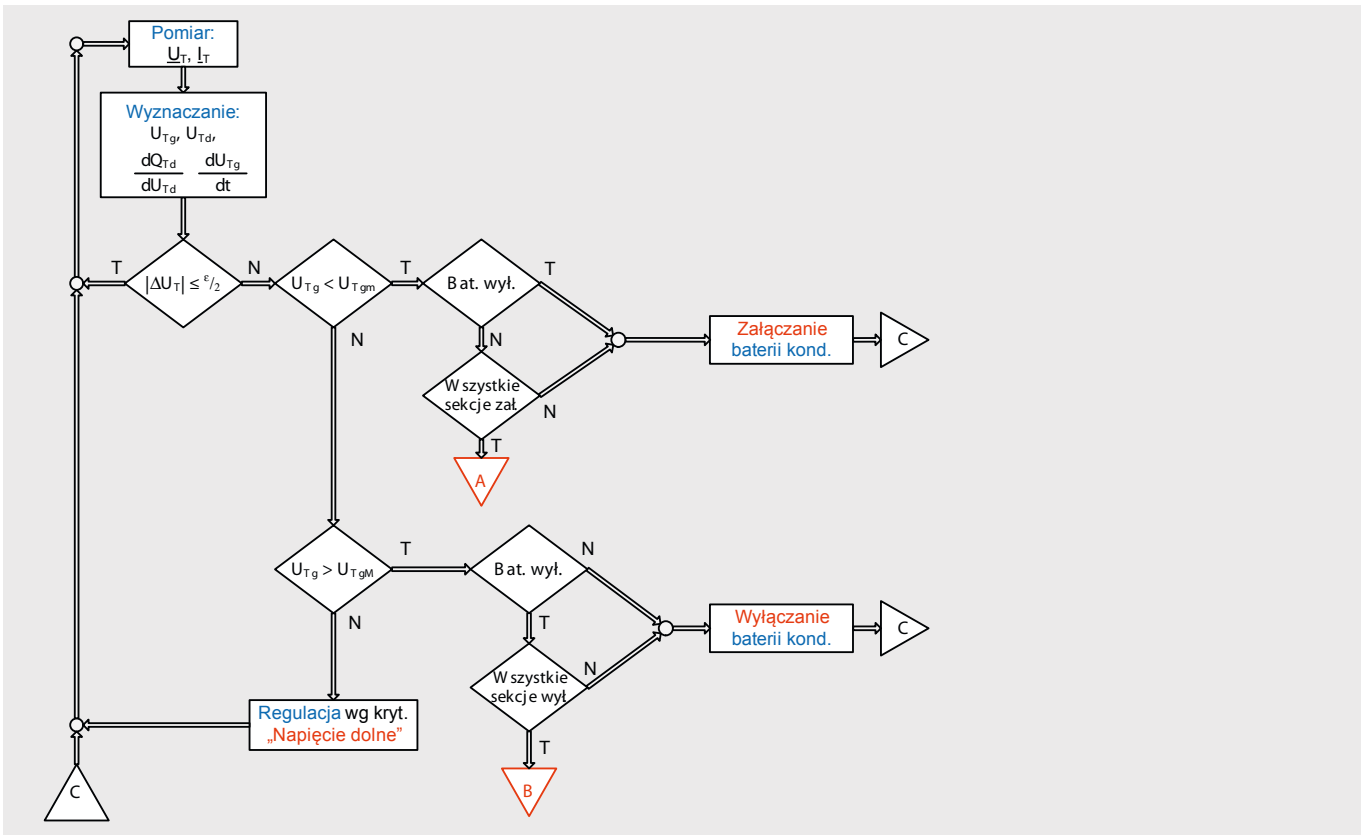 Pomiar:
U_T, I_T
Wyznaczanie:
U_Tg, U_Td,
dQ_Td dU_Tg
dU_Td dt
T
|ΔU_T| ≤ ε/2
N
U_Tg < U_Tgm
T
Bat. wył.
T
N
N
Załączanie
baterii kond.
C
Wszystkie
sekcje zał.
N
T
A
U_Tg > U_TgM
T
Bat. wył.
N
N
T
Wyłączanie
baterii kond.
C
Wszystkie
sekcje wył.
N
Regulacja wg kryt.
„Napięcie dolne”
T
C
B